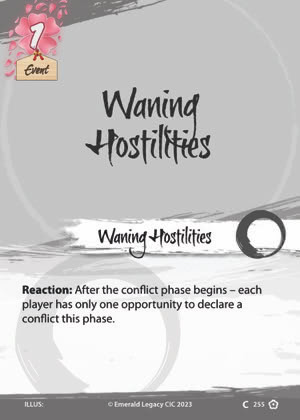 1
Event
Waning
Hostilities
Waning Hostilities
Reaction: After the conflict phase begins – each
player has only one opportunity to declare a
conflict this phase.
ILLUS: © Emerald Legacy CIC 2023 C 255